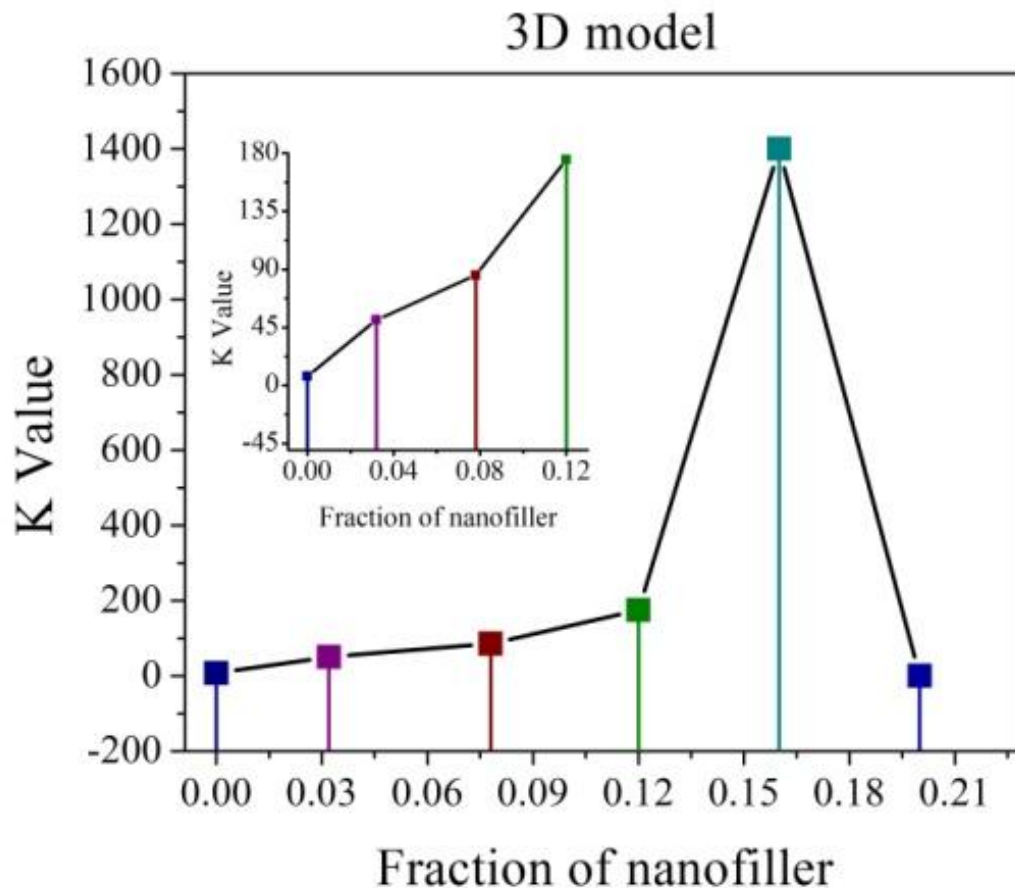 3D model
1600
1400
1200
1000
800
600
400
200
0
-200
K Value
180
135
90
45
0
-45
K Value
0.00 0.04 0.08 0.12
Fraction of nanofiller
0.00 0.03 0.06 0.09 0.12 0.15 0.18 0.21
Fraction of nanofiller